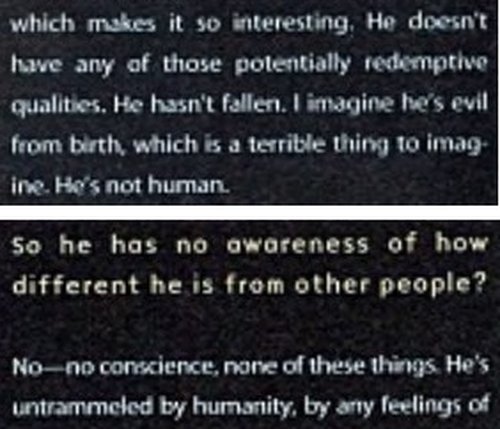 which makes it so interesting. He doesn't
have any of those potentially redemptive
qualities. He hasn't fallen. I imagine he's evil
from birth, which is a terrible thing to imag-
ine. He's not human.
So he has no awareness of how
different he is from other people?
No—no conscience, none of these things. He's
untrammeled by humanity, by any feelings of